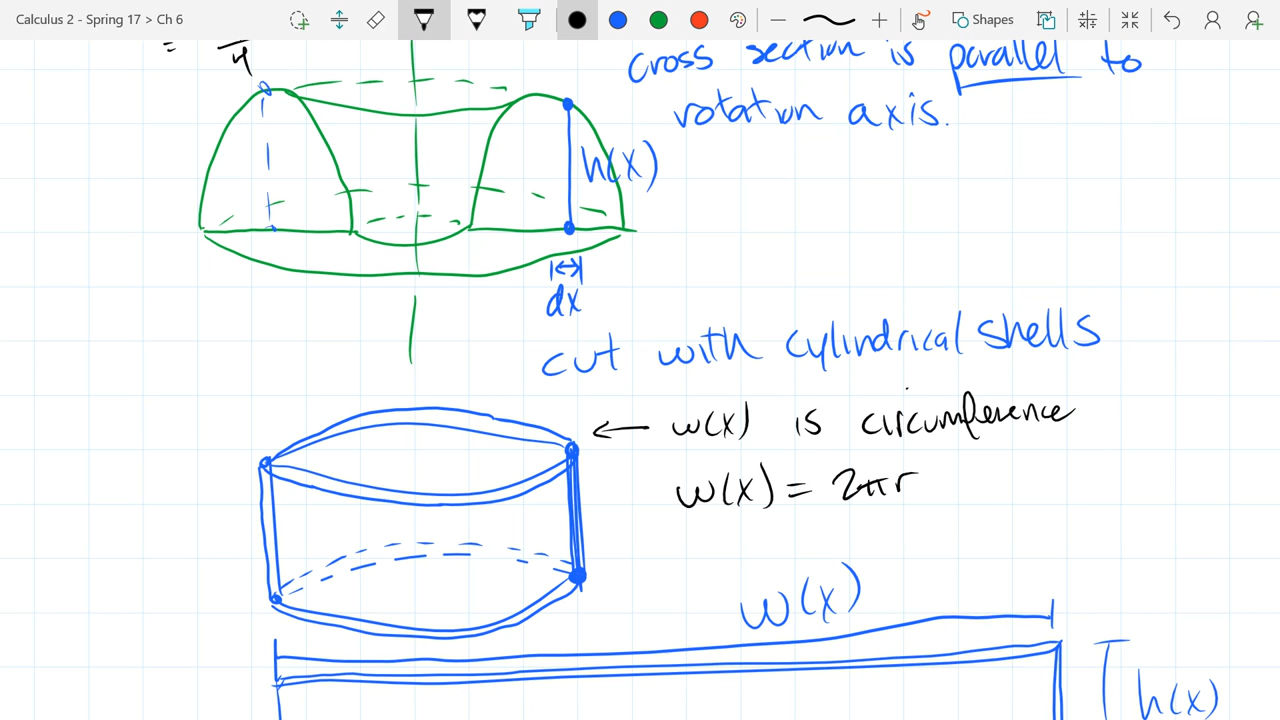 Calculus 2 - Spring 17 > Ch 6
Shapes
=
4
cross section is parallel to
rotation axis.
h(x)
dx
cut with cylindrical shells
← w(x) is circumference
w(x) = 2πr
w(x)
h(x)